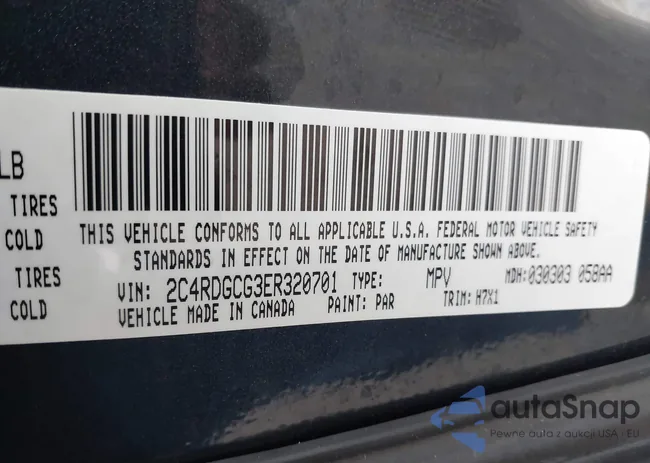 LB
TIRES
COLD
TIRES
COLD
THIS VEHICLE CONFORMS TO ALL APPLICABLE U.S.A. FEDERAL MOTOR VEHICLE SAFETY
STANDARDS IN EFFECT ON THE DATE OF MANUFACTURE SHOWN ABOVE.
VIN: 2C4RDGCG3ER320701 TYPE: MPV MDH:030303 058AA
VEHICLE MADE IN CANADA PAINT: PAR TRIM: H7X1
autaSnap
Pewne auta z aukcji USA - EU